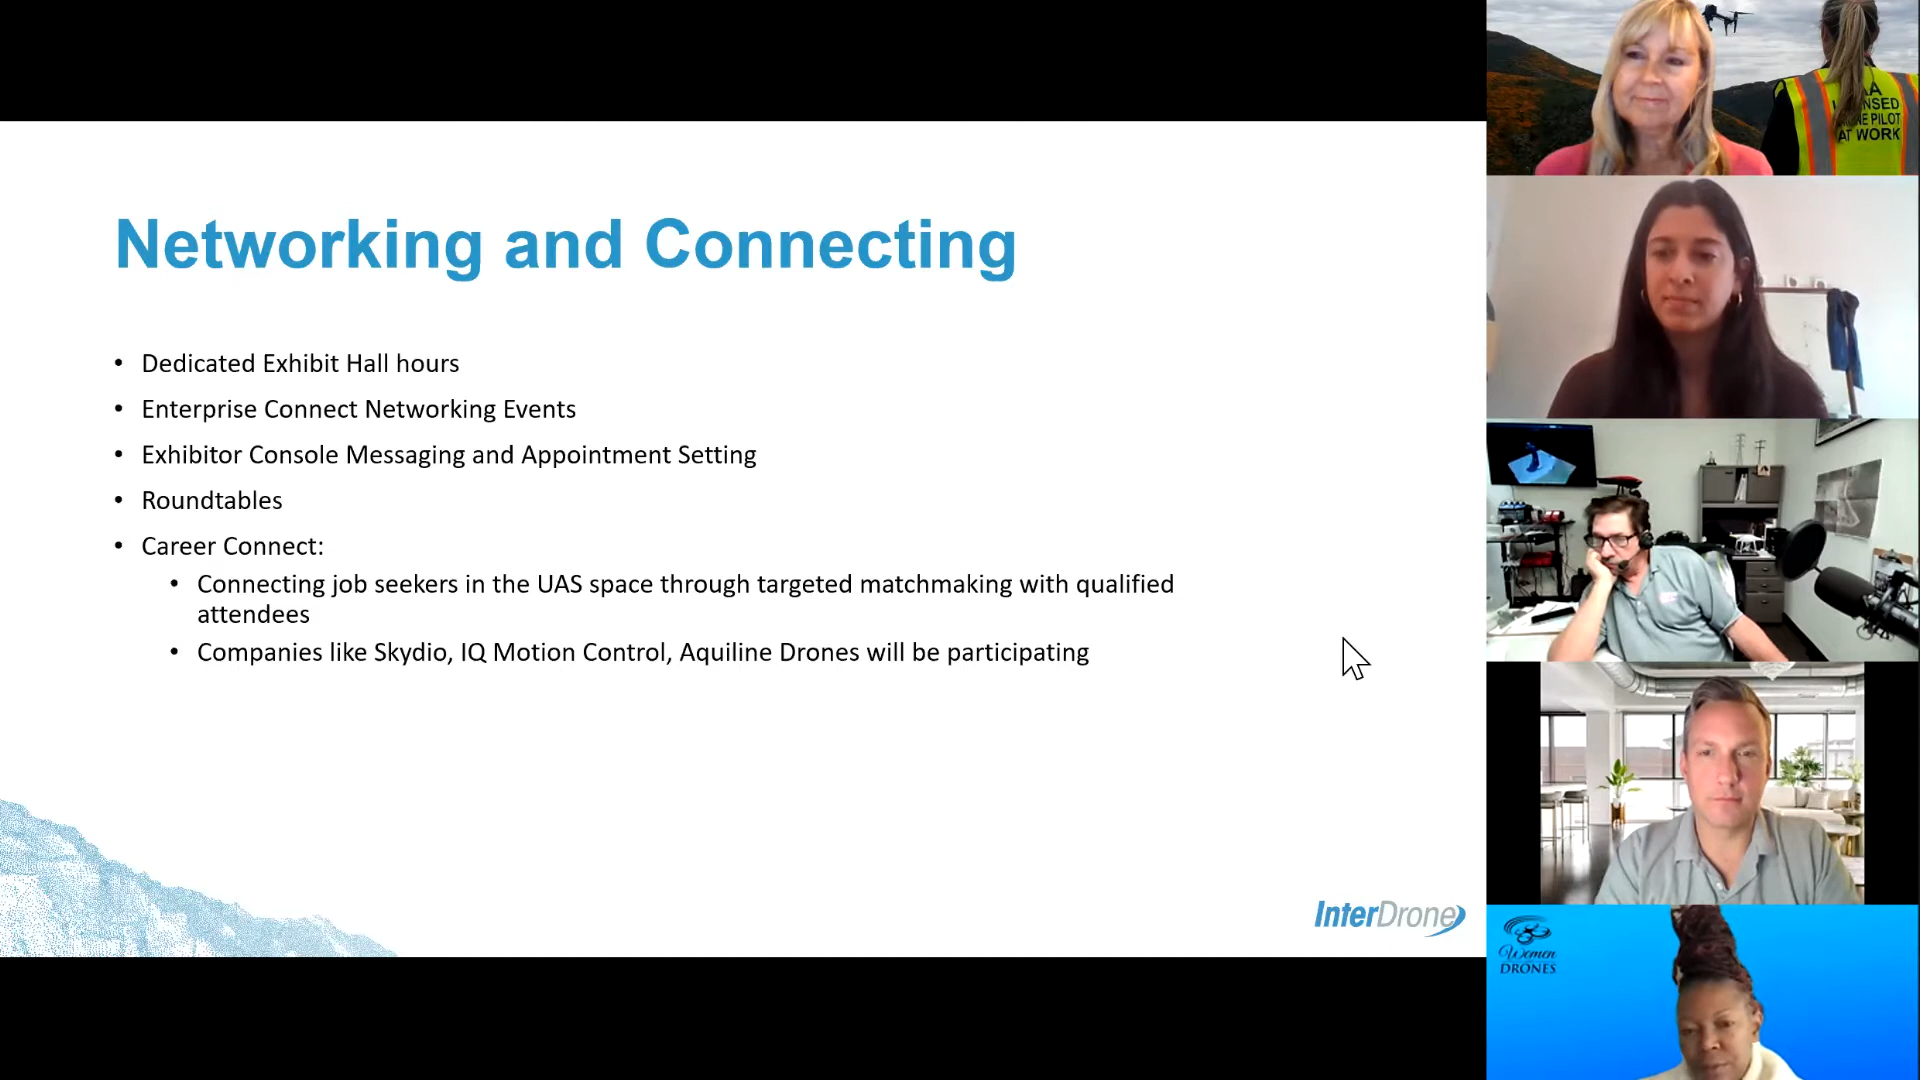 Networking and Connecting
• Dedicated Exhibit Hall hours
• Enterprise Connect Networking Events
• Exhibitor Console Messaging and Appointment Setting
• Roundtables
• Career Connect:
• Connecting job seekers in the UAS space through targeted matchmaking with qualified
attendees
• Companies like Skydio, IQ Motion Control, Aquiline Drones will be participating
InterDrone
PILOT
AT WORK
Women
DRONES